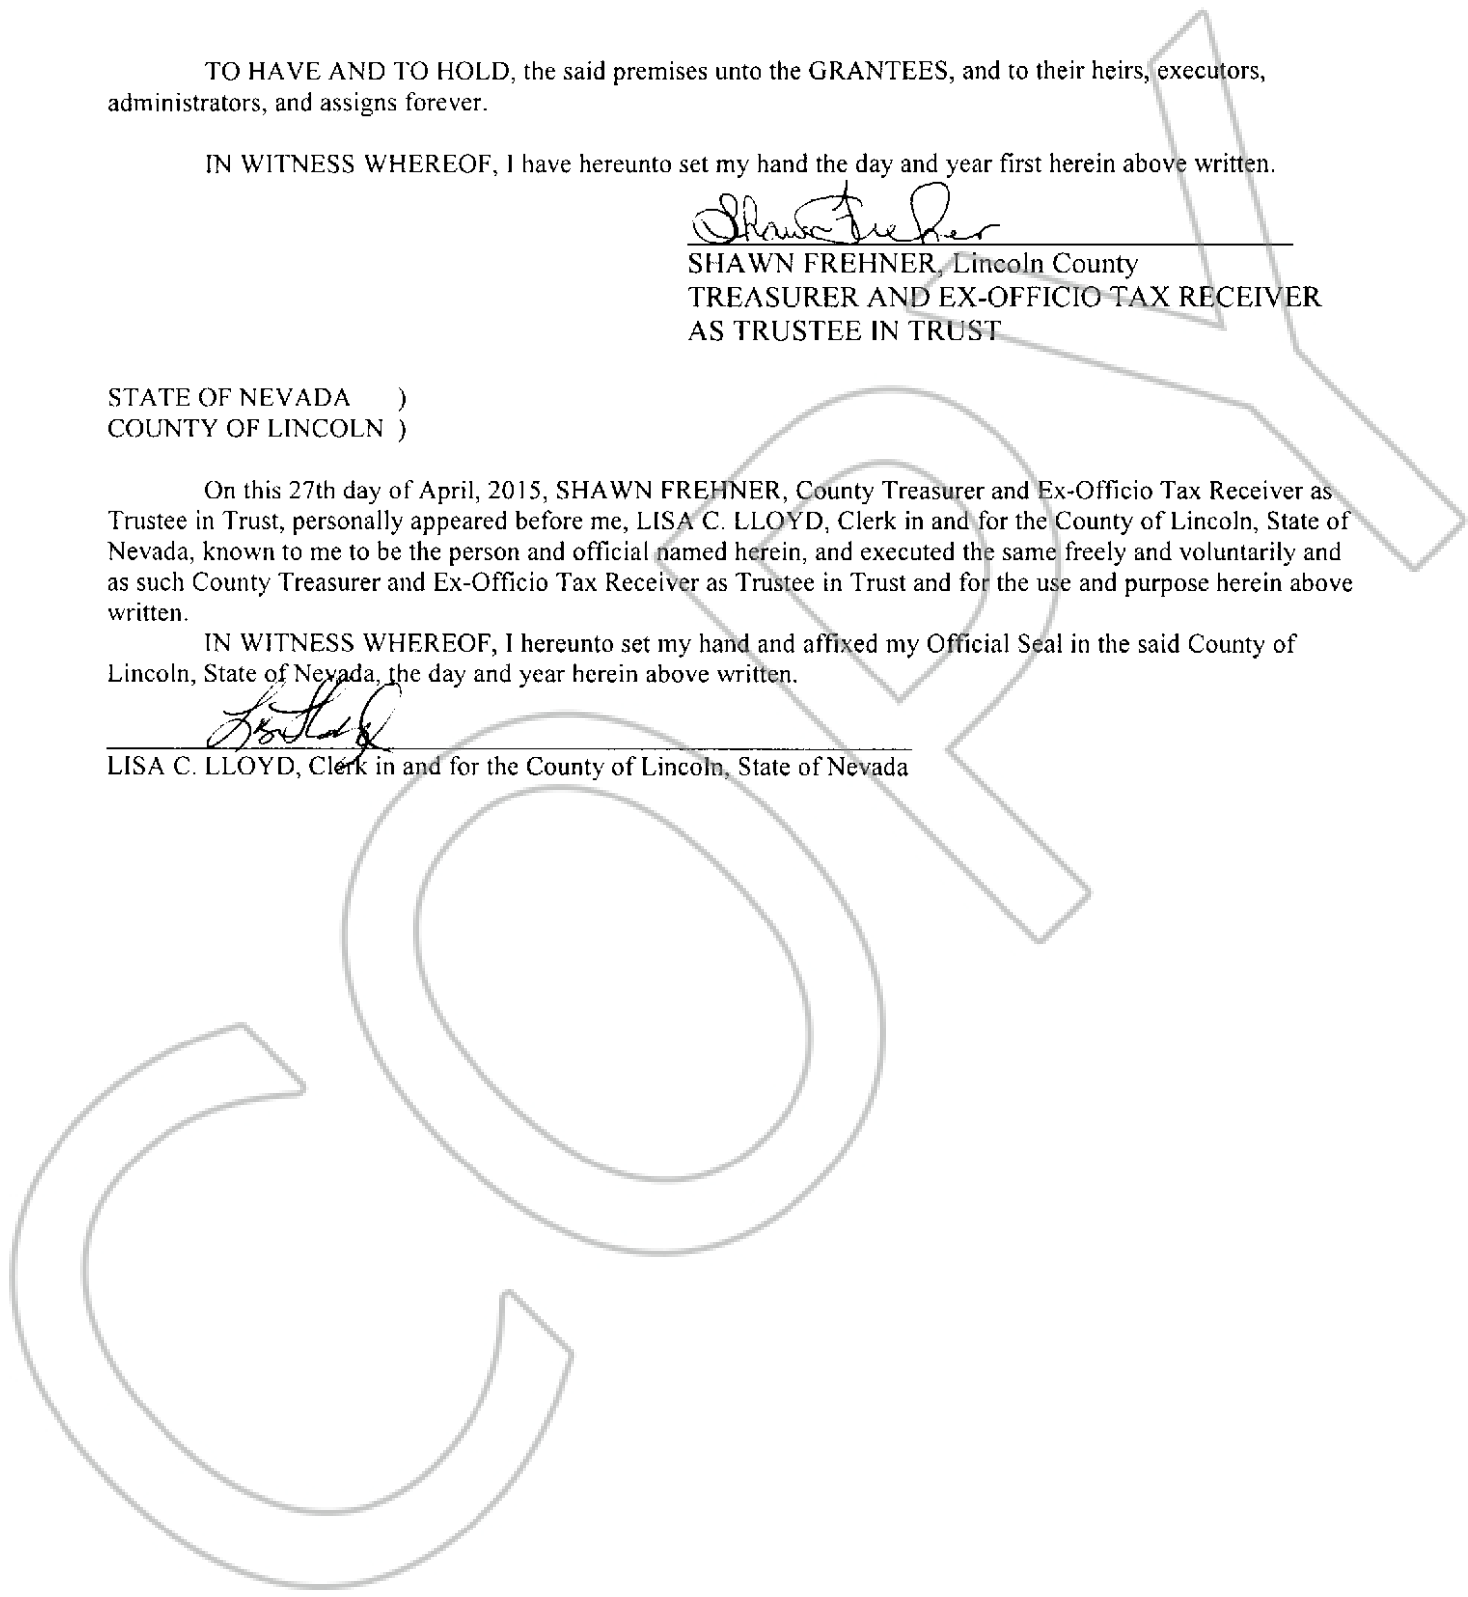 TO HAVE AND TO HOLD, the said premises unto the GRANTEES, and to their heirs, executors,
administrators, and assigns forever.
IN WITNESS WHEREOF, I have hereunto set my hand the day and year first herein above written.
Shawn Frehner
SHAWN FREHNER, Lincoln County
TREASURER AND EX-OFFICIO TAX RECEIVER
AS TRUSTEE IN TRUST
STATE OF NEVADA )
COUNTY OF LINCOLN )
On this 27th day of April, 2015, SHAWN FREHNER, County Treasurer and Ex-Officio Tax Receiver as
Trustee in Trust, personally appeared before me, LISA C. LLOYD, Clerk in and for the County of Lincoln, State of
Nevada, known to me to be the person and official named herein, and executed the same freely and voluntarily and
as such County Treasurer and Ex-Officio Tax Receiver as Trustee in Trust and for the use and purpose herein above
written.
IN WITNESS WHEREOF, I hereunto set my hand and affixed my Official Seal in the said County of
Lincoln, State of Nevada, the day and year herein above written.
LISA C. LLOYD, Clerk in and for the County of Lincoln, State of Nevada
COPY